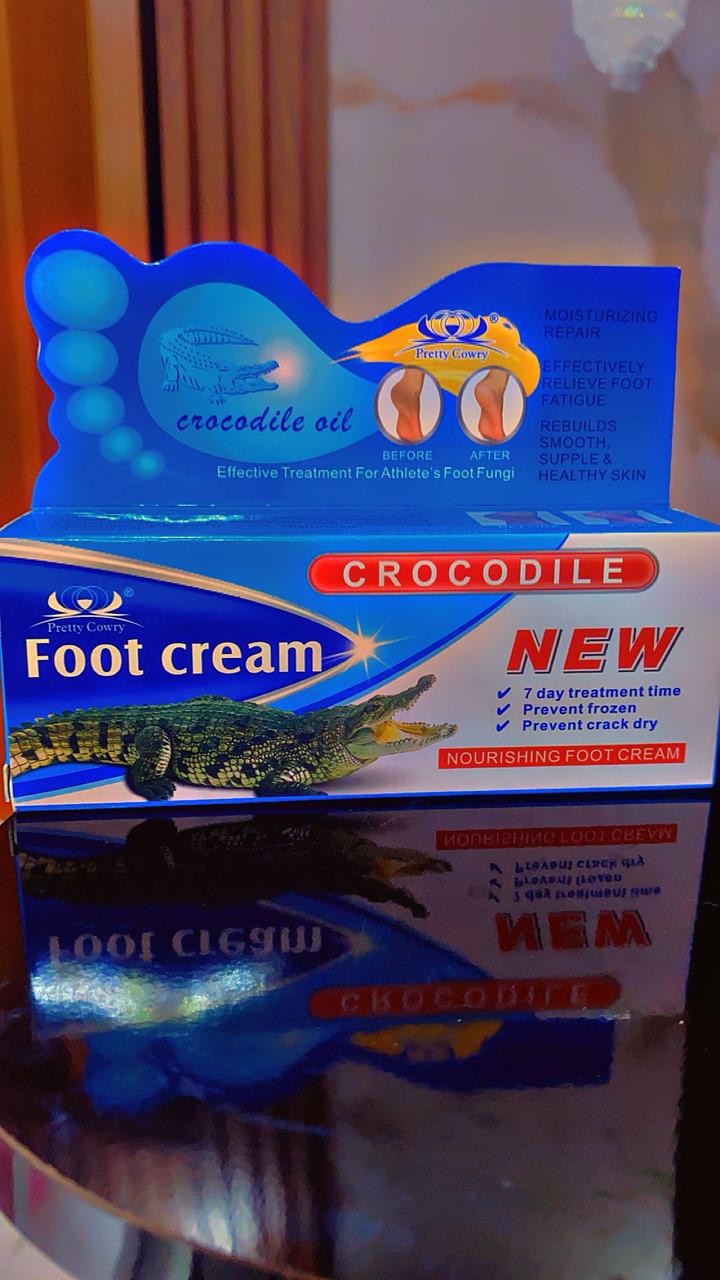 Pretty Cowry®
crocodile oil
BEFORE
AFTER
Effective Treatment For Athlete's Foot Fungi
MOISTURIZING
REPAIR
EFFECTIVELY
RELIEVE FOOT
FATIGUE
REBUILDS
SMOOTH,
SUPPLE &
HEALTHY SKIN
CROCODILE
Pretty Cowry®
Foot cream
NEW
✔ 7 day treatment time
✔ Prevent frozen
✔ Prevent crack dry
NOURISHING FOOT CREAM